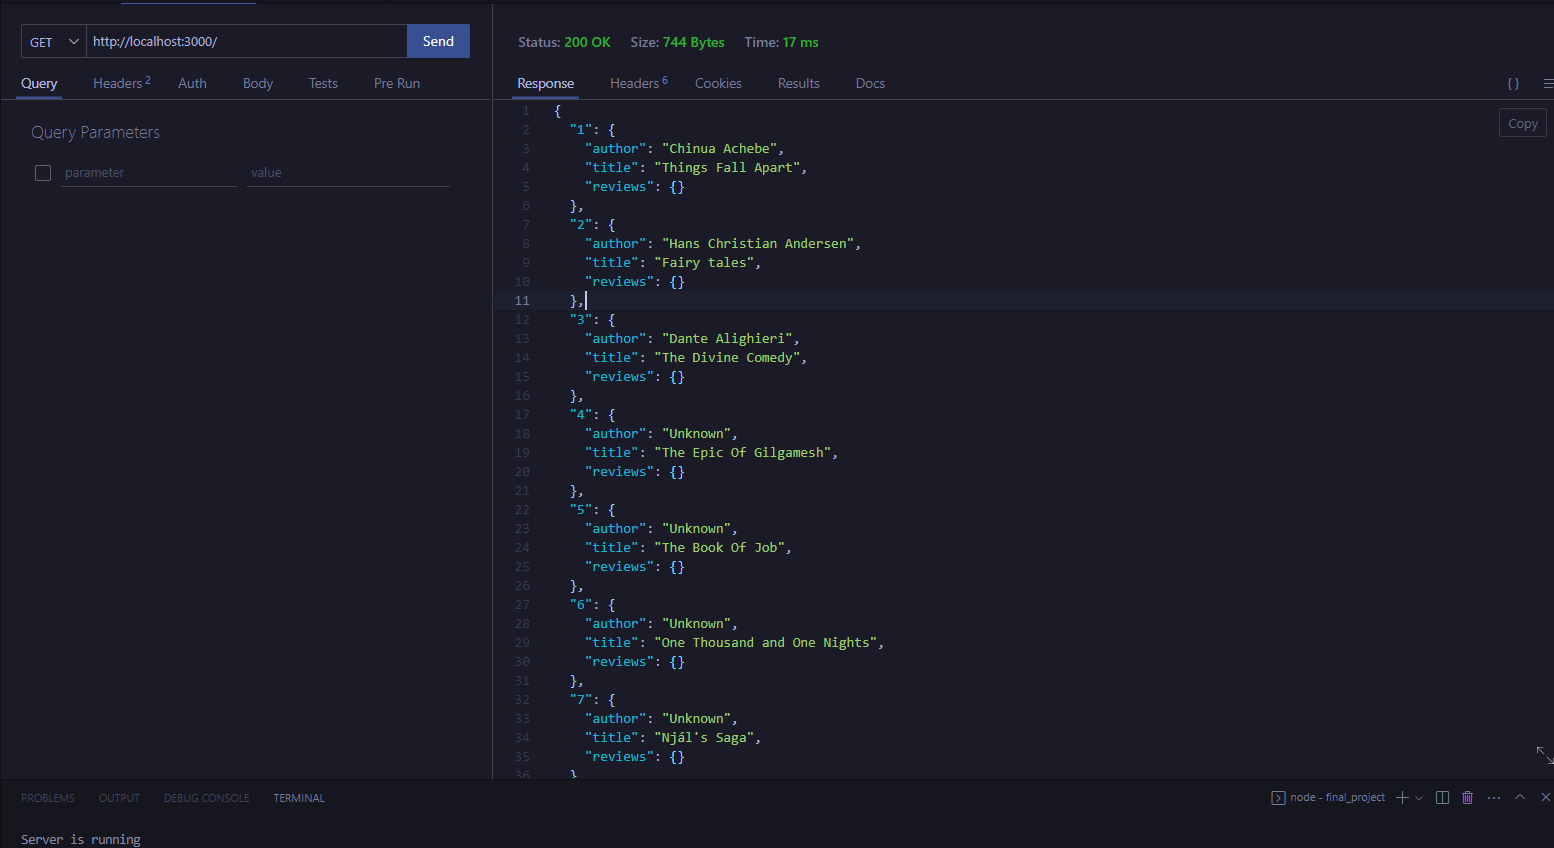 GET http://localhost:3000/ Send
Query Headers 2 Auth Body Tests Pre Run
Query Parameters
parameter value
Status: 200 OK Size: 744 Bytes Time: 17 ms
Response Headers 6 Cookies Results Docs { }
Copy
1 {
2 "1": {
3 "author": "Chinua Achebe",
4 "title": "Things Fall Apart",
5 "reviews": {}
6 },
7 "2": {
8 "author": "Hans Christian Andersen",
9 "title": "Fairy tales",
10 "reviews": {}
11 },
12 "3": {
13 "author": "Dante Alighieri",
14 "title": "The Divine Comedy",
15 "reviews": {}
16 },
17 "4": {
18 "author": "Unknown",
19 "title": "The Epic Of Gilgamesh",
20 "reviews": {}
21 },
22 "5": {
23 "author": "Unknown",
24 "title": "The Book Of Job",
25 "reviews": {}
26 },
27 "6": {
28 "author": "Unknown",
29 "title": "One Thousand and One Nights",
30 "reviews": {}
31 },
32 "7": {
33 "author": "Unknown",
34 "title": "Njál's Saga",
35 "reviews": {}
36 }
PROBLEMS OUTPUT DEBUG CONSOLE TERMINAL node - final_project
Server is running